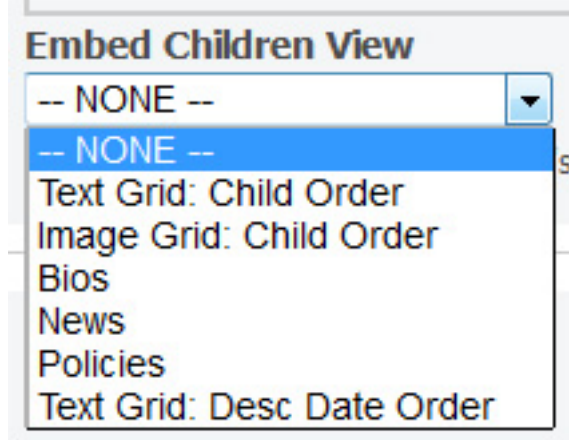 Embed Children View
-- NONE --
-- NONE --
Text Grid: Child Order
Image Grid: Child Order
Bios
News
Policies
Text Grid: Desc Date Order